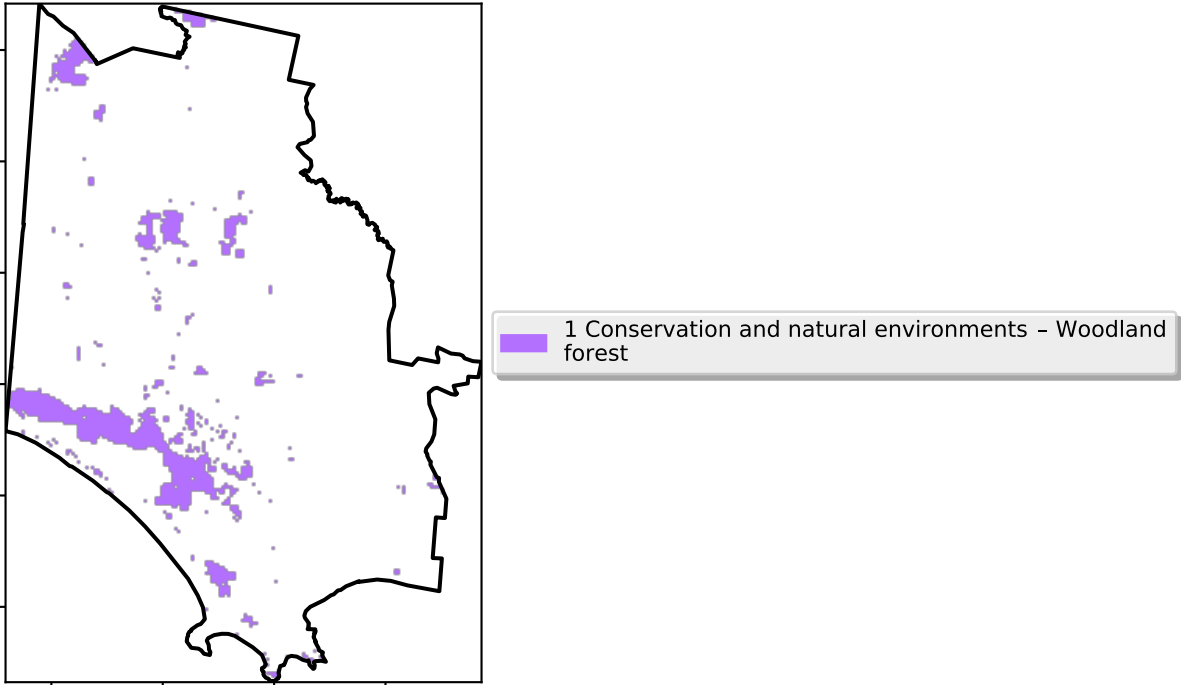 1 Conservation and natural environments – Woodland
forest